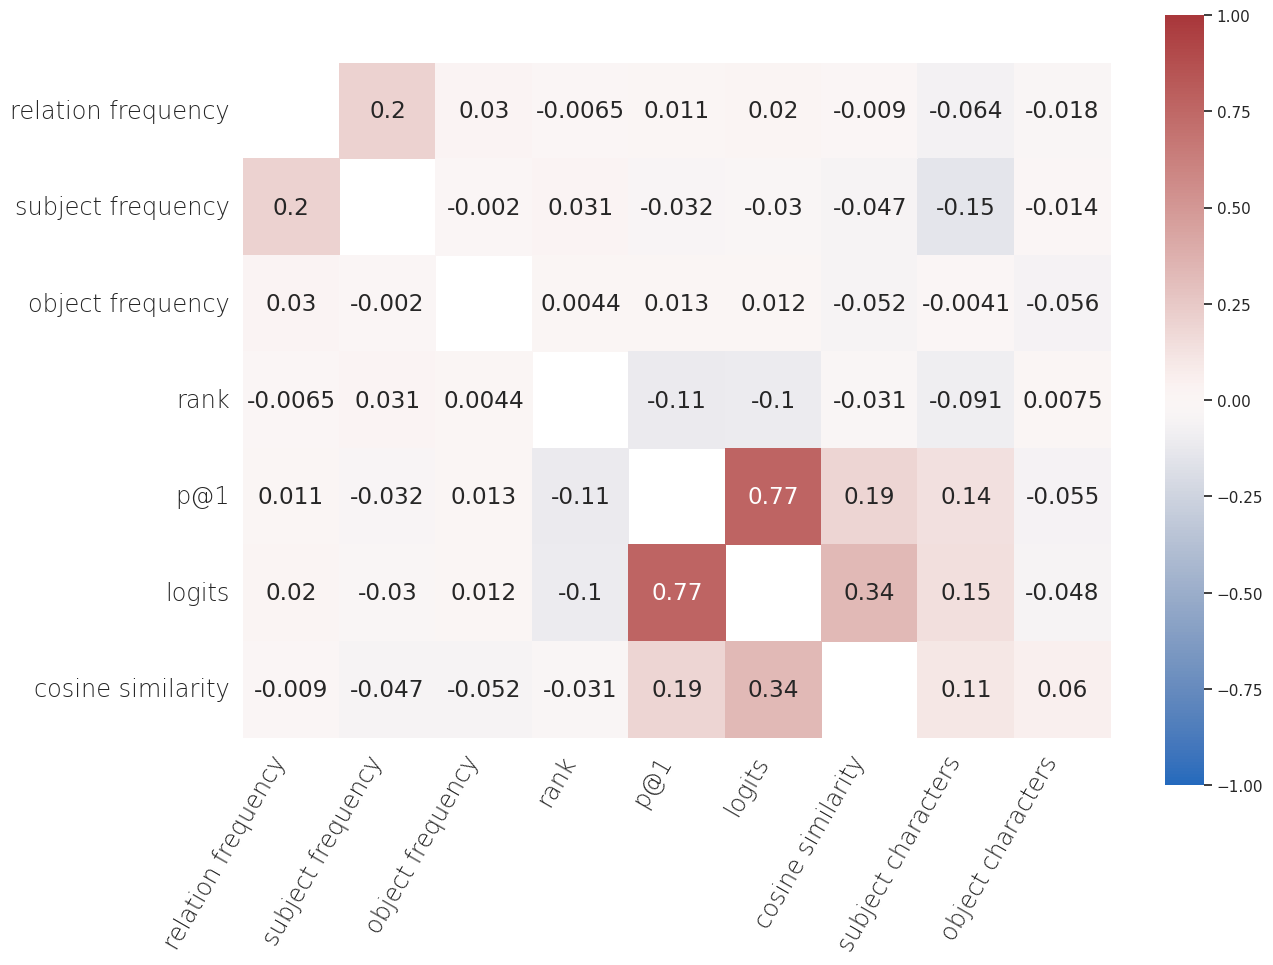 relation frequency 0.2 0.03 -0.0065 0.011 0.02 -0.009 -0.064 -0.018
subject frequency 0.2 -0.002 0.031 -0.032 -0.03 -0.047 -0.15 -0.014
object frequency 0.03 -0.002 0.0044 0.013 0.012 -0.052 -0.0041 -0.056
rank -0.0065 0.031 0.0044 -0.11 -0.1 -0.031 -0.091 0.0075
p@1 0.011 -0.032 0.013 -0.11 0.77 0.19 0.14 -0.055
logits 0.02 -0.03 0.012 -0.1 0.77 0.34 0.15 -0.048
cosine similarity -0.009 -0.047 -0.052 -0.031 0.19 0.34 0.11 0.06
relation frequency
subject frequency
object frequency
rank
p@1
logits
cosine similarity
subject characters
object characters
1.00
0.75
0.50
0.25
0.00
−0.25
−0.50
−0.75
−1.00